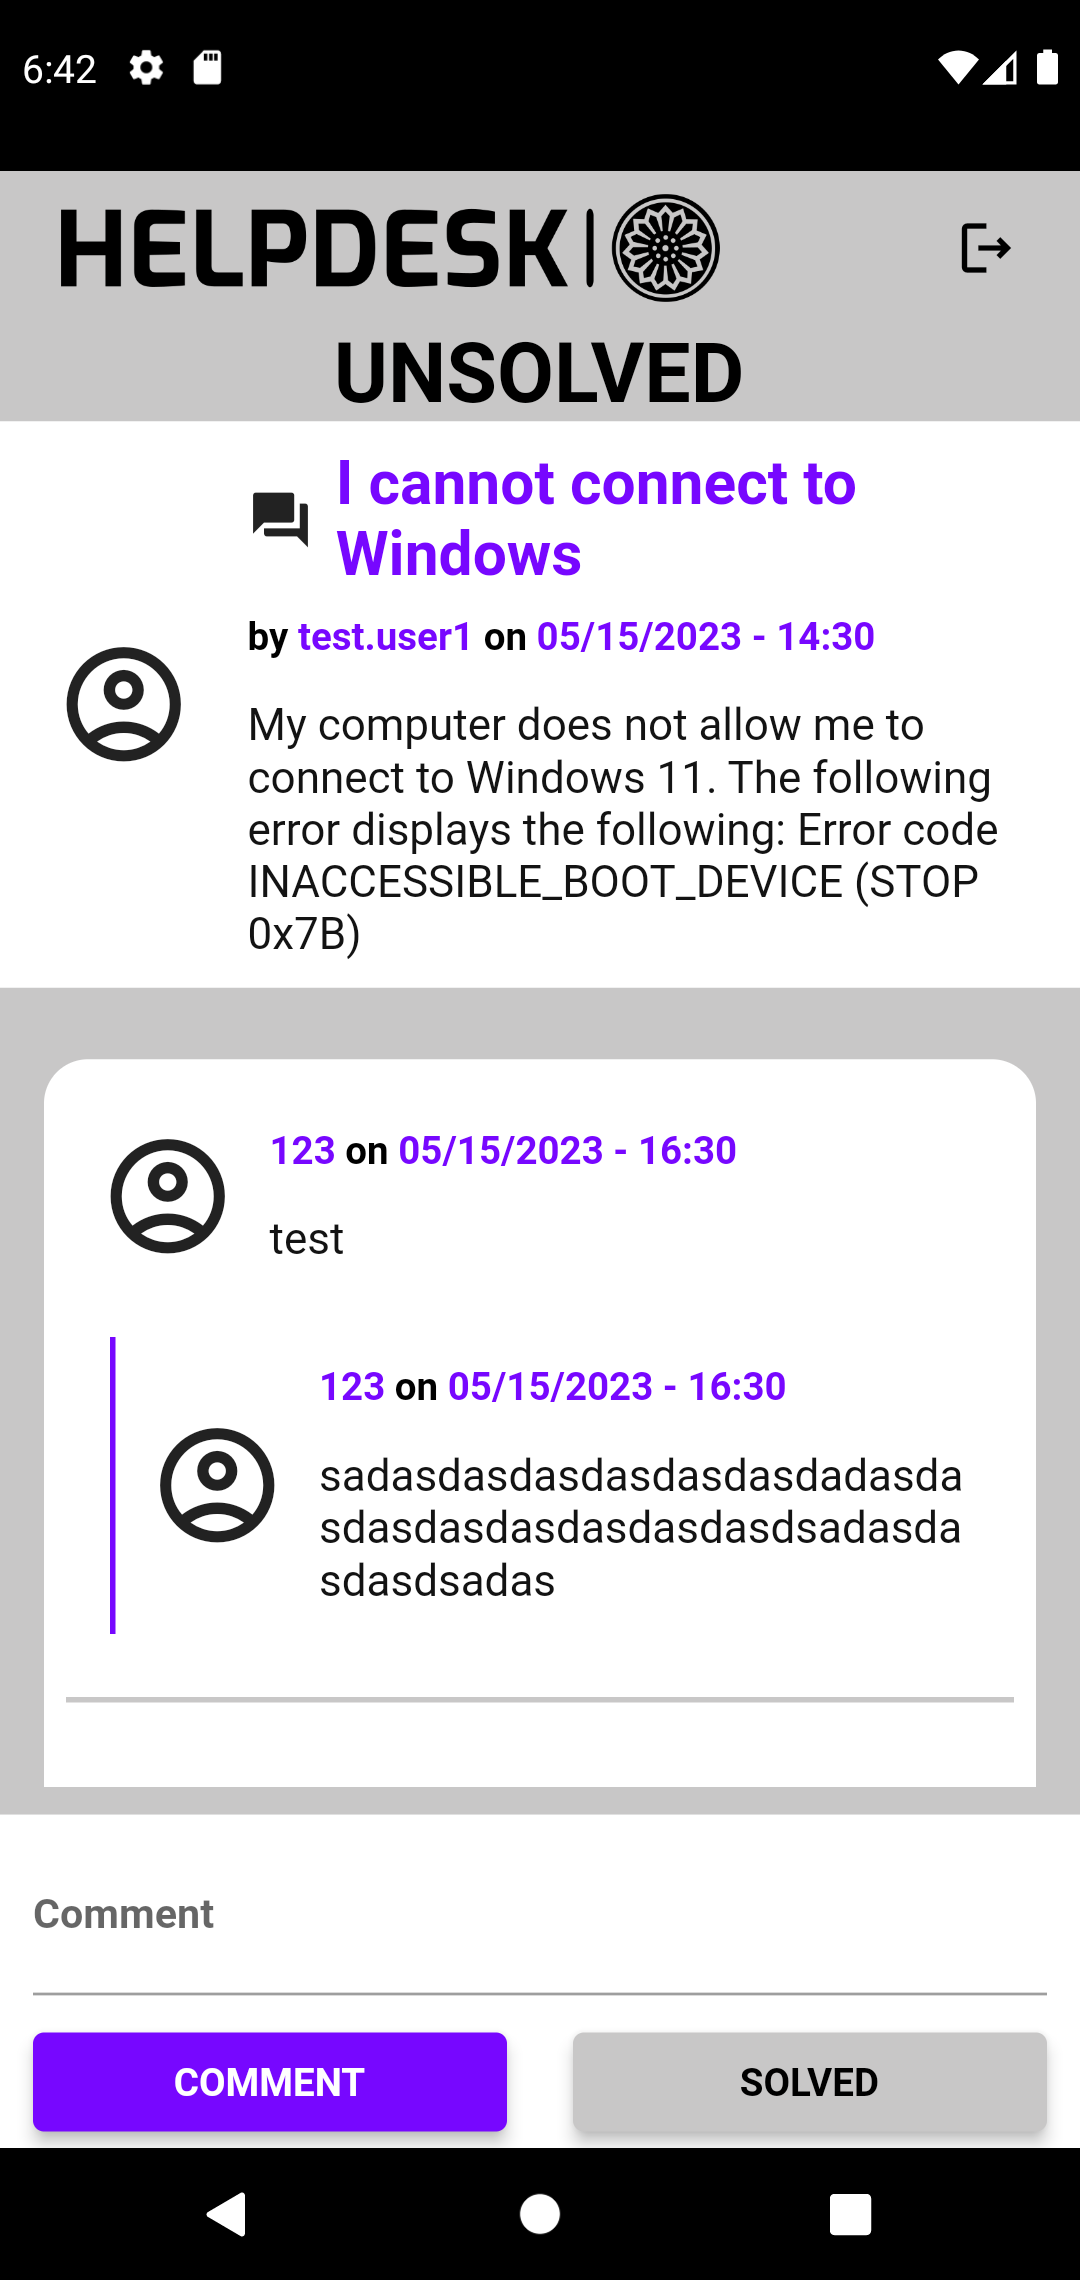 6:42
HELPDESK
UNSOLVED
I cannot connect to
Windows
by test.user1 on 05/15/2023 - 14:30
My computer does not allow me to
connect to Windows 11. The following
error displays the following: Error code
INACCESSIBLE_BOOT_DEVICE (STOP
0x7B)
123 on 05/15/2023 - 16:30
test
123 on 05/15/2023 - 16:30
sadasdasdasdasdasdasdadasda
sdasdasdasdasdasdasdsadasda
sdasdsadas
Comment
COMMENT
SOLVED